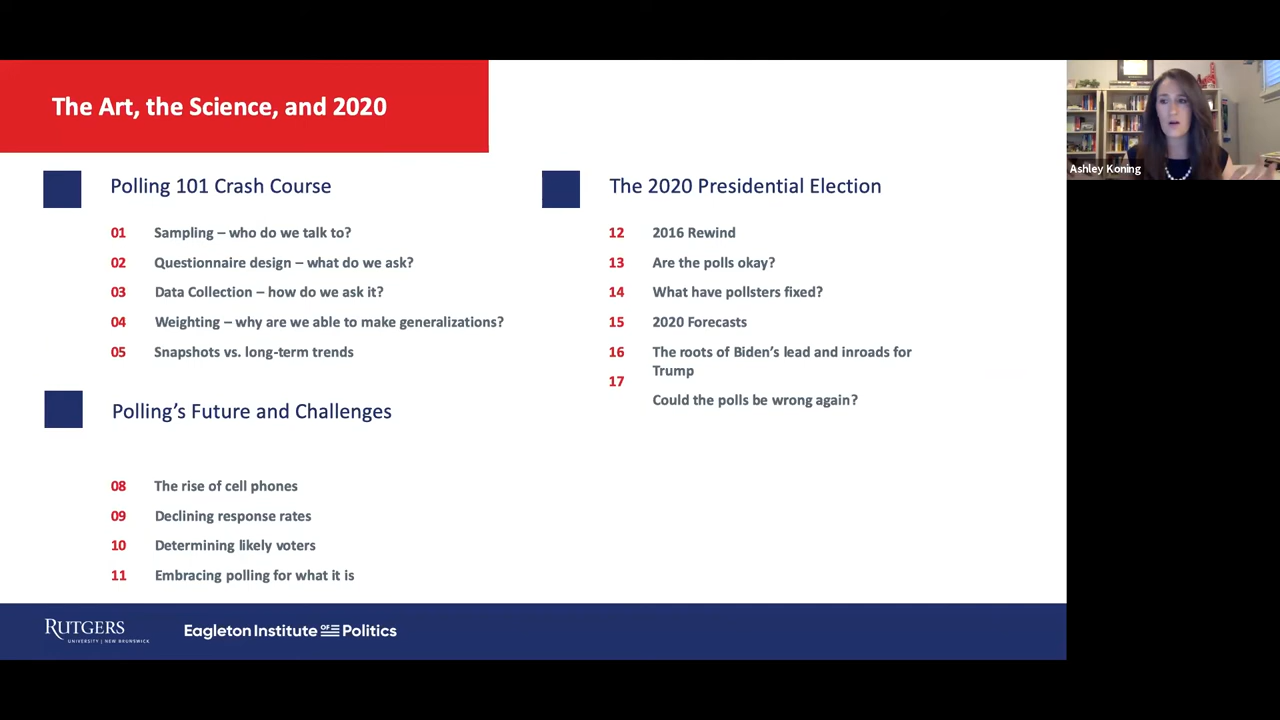 The Art, the Science, and 2020
Polling 101 Crash Course
01 Sampling – who do we talk to?
02 Questionnaire design – what do we ask?
03 Data Collection – how do we ask it?
04 Weighting – why are we able to make generalizations?
05 Snapshots vs. long-term trends
Polling's Future and Challenges
08 The rise of cell phones
09 Declining response rates
10 Determining likely voters
11 Embracing polling for what it is
The 2020 Presidential Election
12 2016 Rewind
13 Are the polls okay?
14 What have pollsters fixed?
15 2020 Forecasts
16 The roots of Biden's lead and inroads for
Trump
17
Could the polls be wrong again?
RUTGERS
UNIVERSITY | NEW BRUNSWICK
Eagleton Institute OF Politics
Ashley Koning